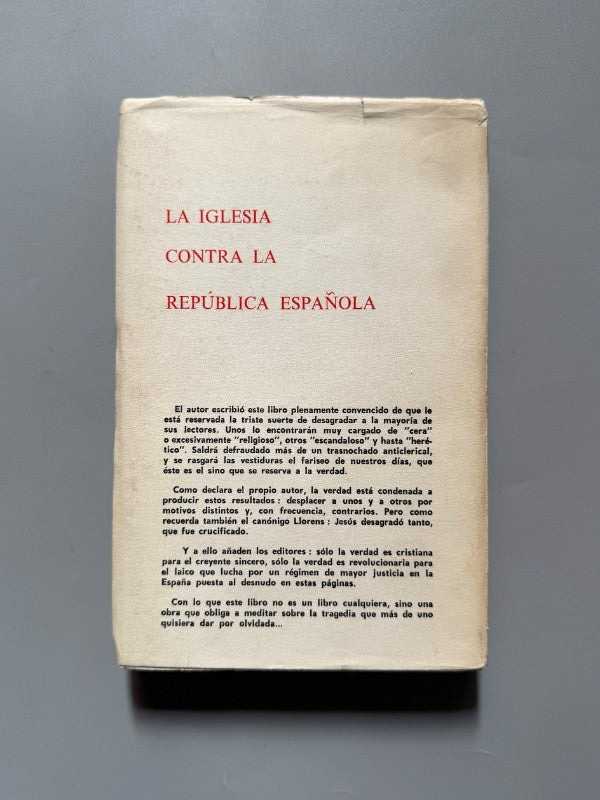 LA IGLESIA
CONTRA LA
REPÚBLICA ESPAÑOLA
El autor escribió este libro plenamente convencido de que le
está reservada la triste suerte de desagradar a la mayoría de
sus lectores. Unos lo encontrarán muy cargado de "cera"
o excesivamente "religioso", otros "escandaloso" y hasta "heré-
tico". Saldrá defraudado más de un trasnochado anticlerical,
y se rasgará las vestiduras el fariseo de nuestros días, que
éste es el sino que se reserva a la verdad.
Como declara el propio autor, la verdad está condenada a
producir estos resultados : desplacer a unos y a otros por
motivos distintos y, con frecuencia, contrarios. Pero como
recuerda también el canónigo Llorens : Jesús desagradó tanto,
que fue crucificado.
Y a ello añaden los editores : sólo la verdad es cristiana
para el creyente sincero, sólo la verdad es revolucionaria para
el laico que lucha por un régimen de mayor justicia en la
España puesta al desnudo en estas páginas.
Con lo que este libro no es un libro cualquiera, sino una
obra que obliga a meditar sobre la tragedia que más de uno
quisiera dar por olvidada...